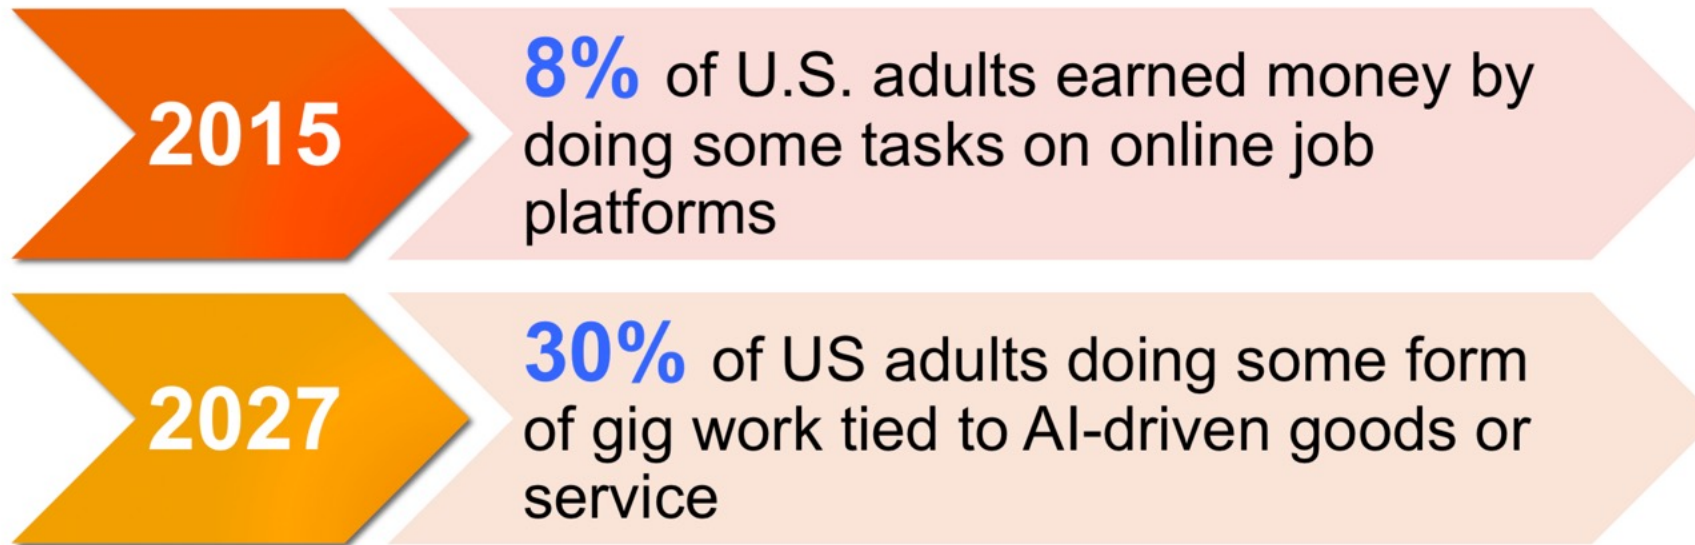 2015
8% of U.S. adults earned money by
doing some tasks on online job
platforms
2027
30% of US adults doing some form
of gig work tied to AI-driven goods or
service